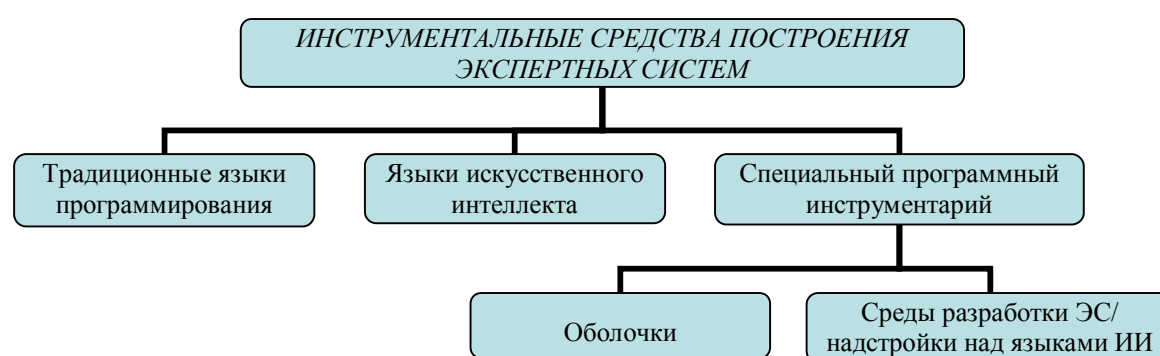 ИНСТРУМЕНТАЛЬНЫЕ СРЕДСТВА ПОСТРОЕНИЯ
ЭКСПЕРТНЫХ СИСТЕМ
Традиционные языки
программирования
Языки искусственного
интеллекта
Специальный программный
инструментарий
Оболочки
Среды разработки ЭС/
надстройки над языками ИИ